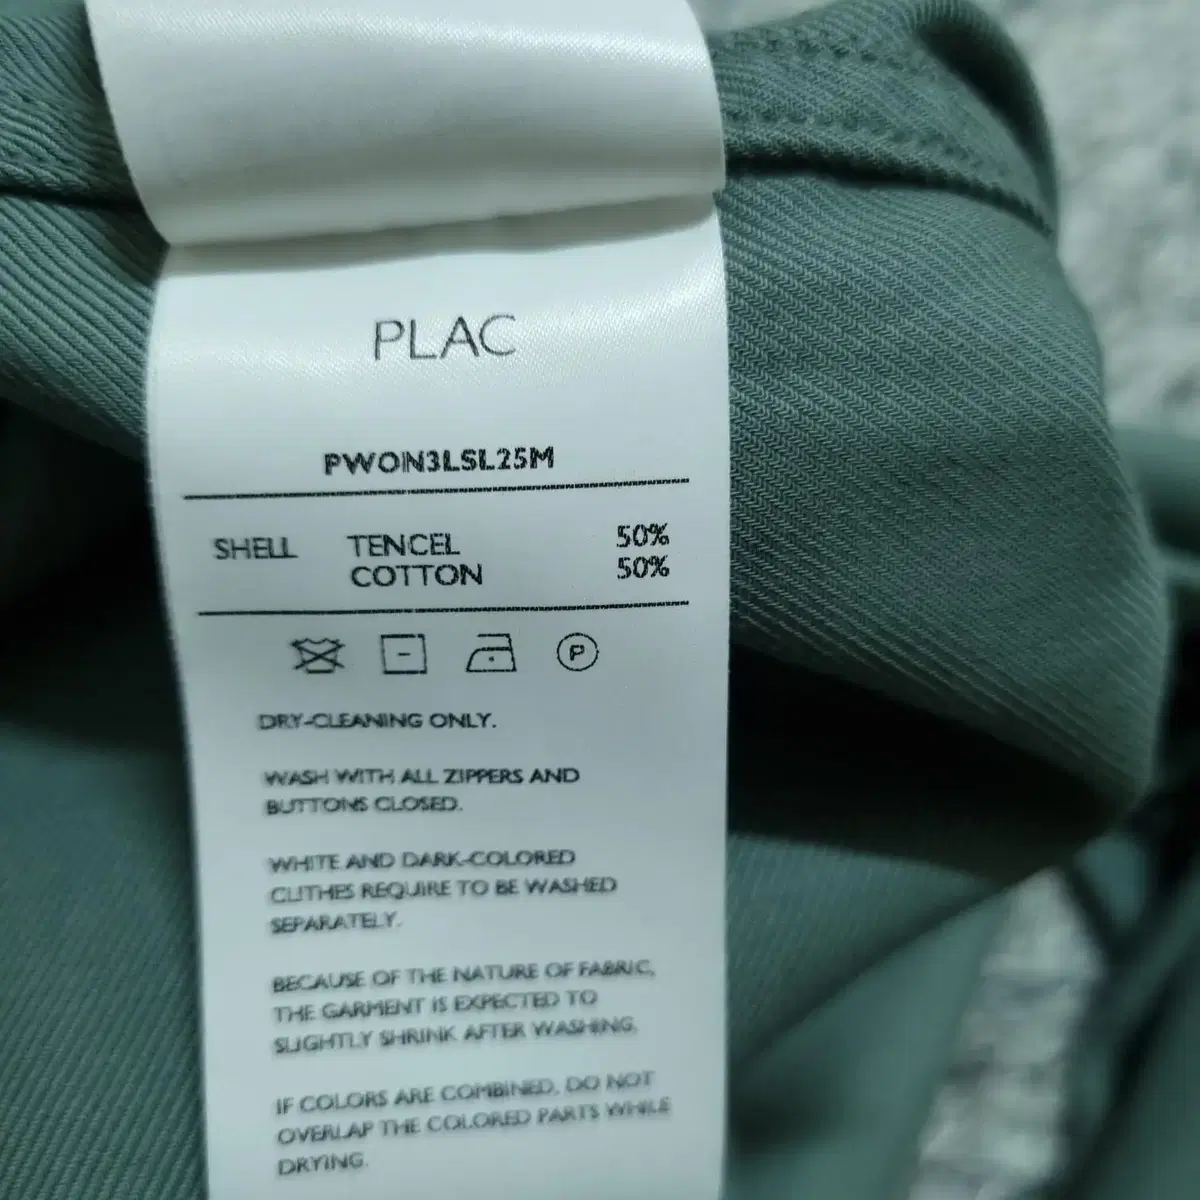 PLAC
PWON3LSL25M
SHELL TENCEL 50%
COTTON 50%
P
DRY-CLEANING ONLY.
WASH WITH ALL ZIPPERS AND
BUTTONS CLOSED.
WHITE AND DARK-COLORED
CLITHES REQUIRE TO BE WASHED
SEPARATELY.
BECAUSE OF THE NATURE OF FABRIC,
THE GARMENT IS EXPECTED TO
SLIGHTLY SHRINK AFTER WASHING.
IF COLORS ARE COMBINED, DO NOT
OVERLAP THE COLORED PARTS WHILE
DRYING.